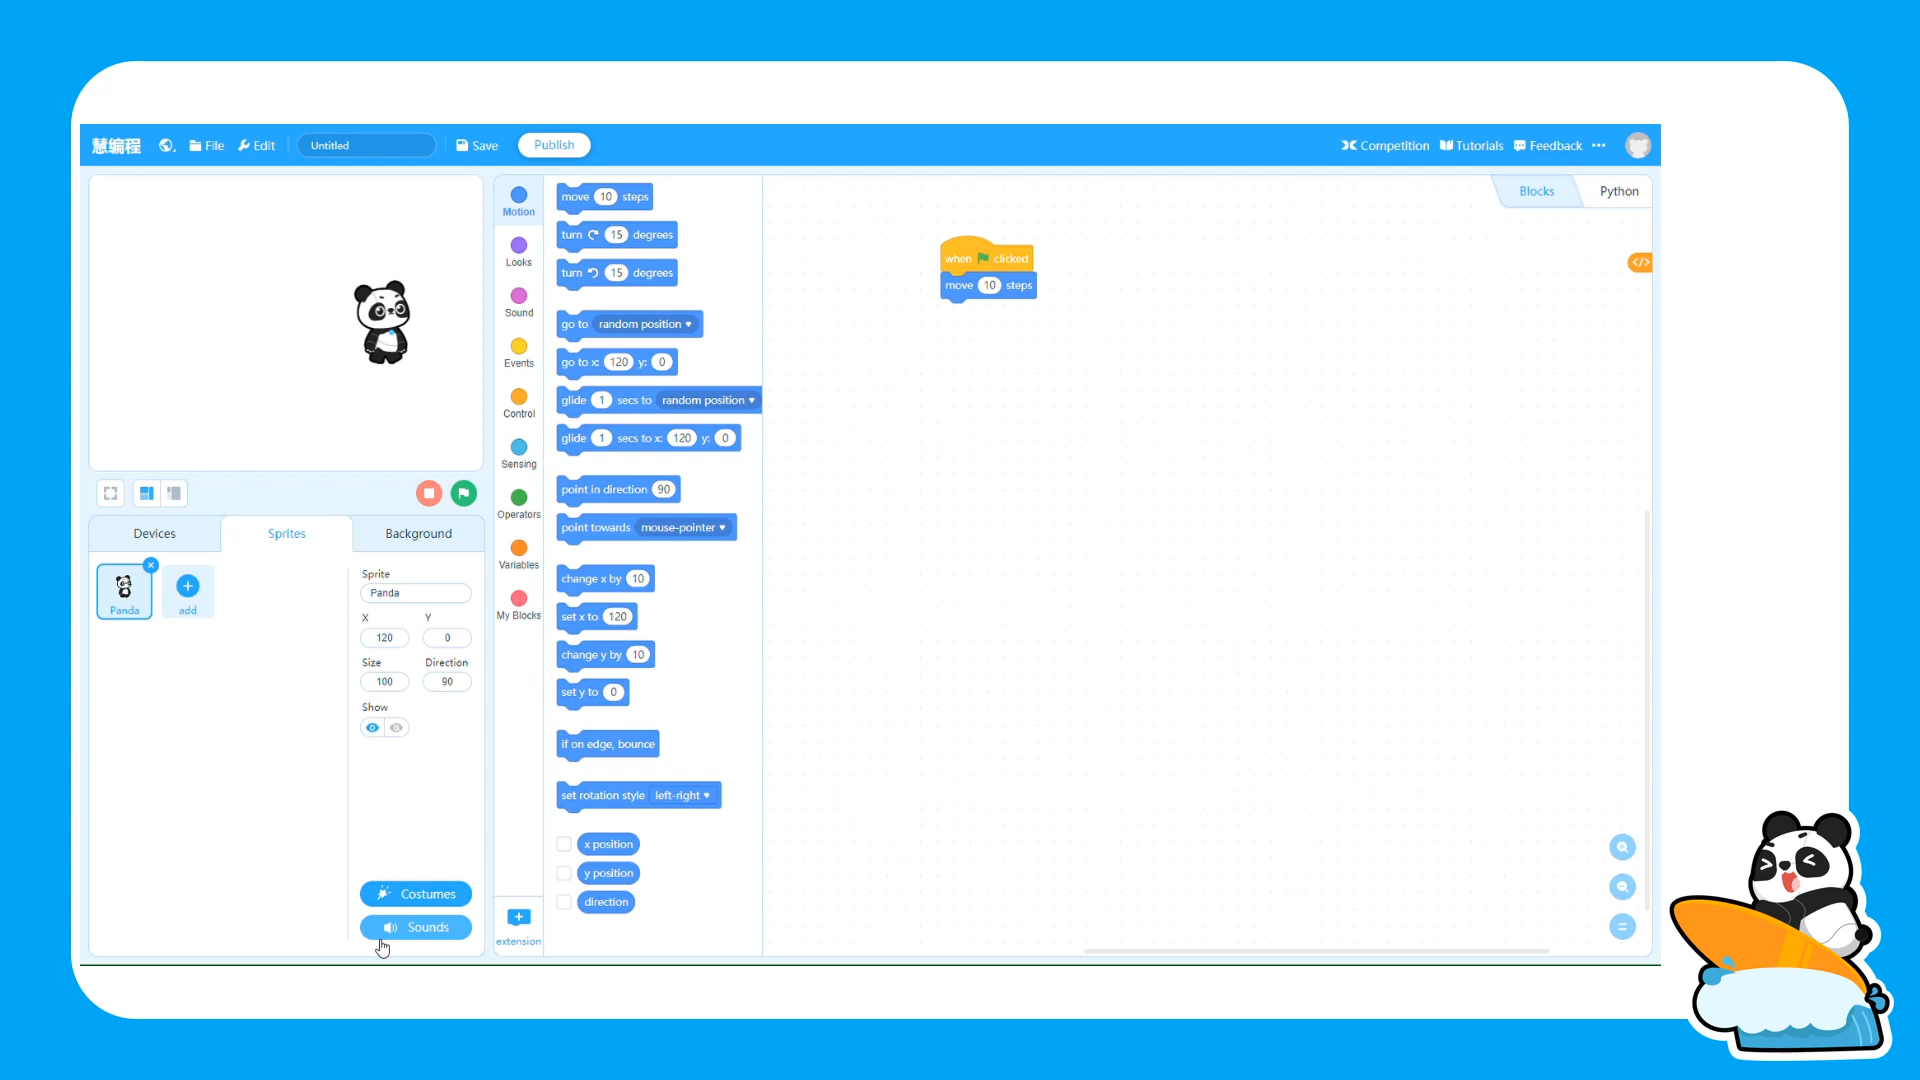 慧编程 File Edit Untitled Save Publish Competition Tutorials Feedback
Blocks Python
Motion
Looks
Sound
Events
Control
Sensing
Operators
Variables
My Blocks
extension
move 10 steps
turn 15 degrees
turn 15 degrees
go to random position
go to x: 120 y: 0
glide 1 secs to random position
glide 1 secs to x: 120 y: 0
point in direction 90
point towards mouse-pointer
change x by 10
set x to 120
change y by 10
set y to 0
if on edge, bounce
set rotation style left-right
x position
y position
direction
when clicked
move 10 steps
Devices Sprites Background
Panda
add
Sprite
Panda
X Y
120 0
Size Direction
100 90
Show
Costumes
Sounds